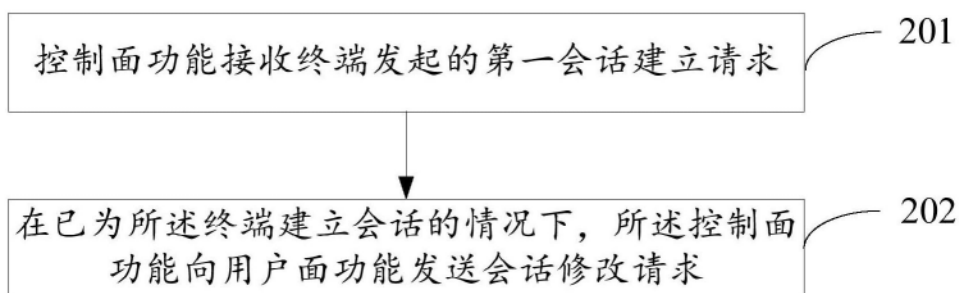 控制面功能接收终端发起的第一会话建立请求
201
在已为所述终端建立会话的情况下，所述控制面
功能向用户面功能发送会话修改请求
202